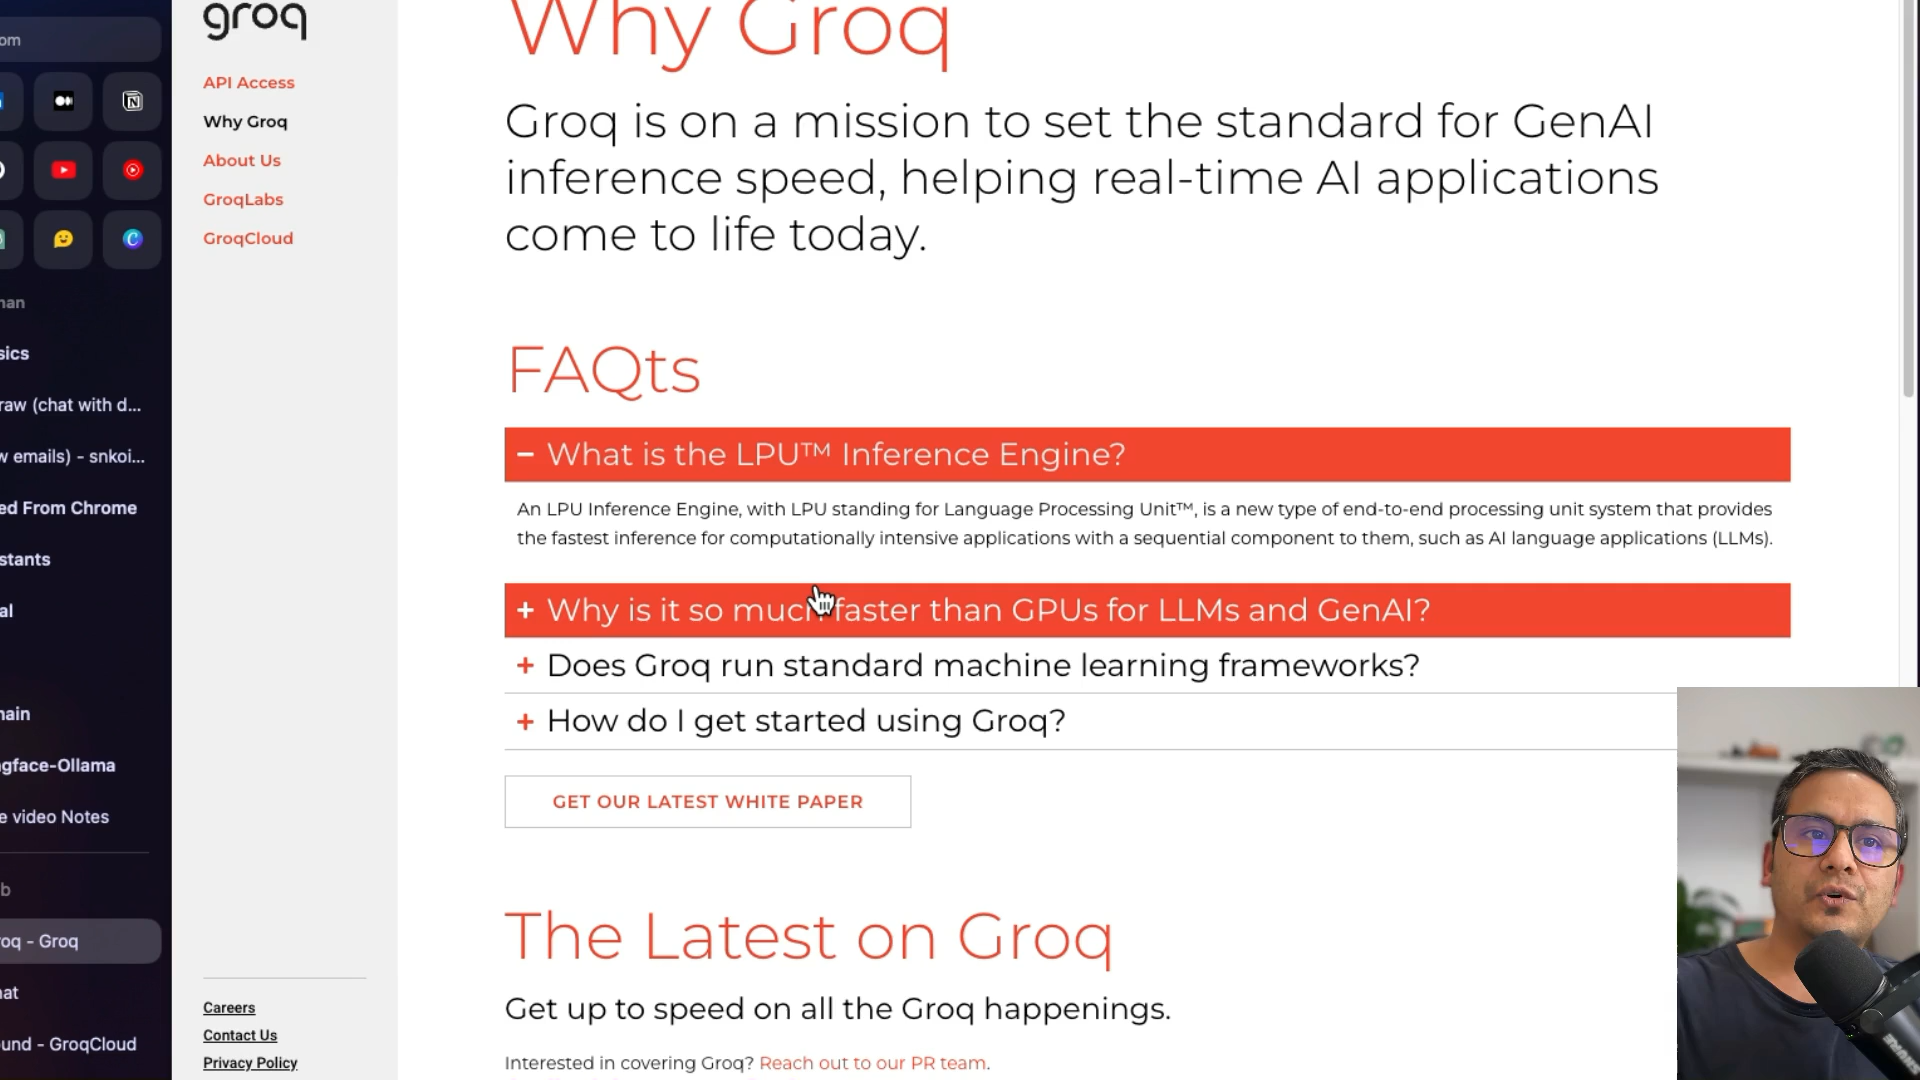 groq
API Access
Why Groq
About Us
GroqLabs
GroqCloud
Careers
Contact Us
Privacy Policy
Why Groq
Groq is on a mission to set the standard for GenAI
inference speed, helping real-time AI applications
come to life today.
FAQts
− What is the LPU™ Inference Engine?
An LPU Inference Engine, with LPU standing for Language Processing Unit™, is a new type of end-to-end processing unit system that provides
the fastest inference for computationally intensive applications with a sequential component to them, such as AI language applications (LLMs).
+ Why is it so much faster than GPUs for LLMs and GenAI?
+ Does Groq run standard machine learning frameworks?
+ How do I get started using Groq?
GET OUR LATEST WHITE PAPER
The Latest on Groq
Get up to speed on all the Groq happenings.
Interested in covering Groq? Reach out to our PR team.
om
nan
sics
raw (chat with d...
w emails) - snkoi...
ed From Chrome
stants
al
nain
gface-Ollama
e video Notes
b
roq - Groq
nat
und - GroqCloud
SHURE